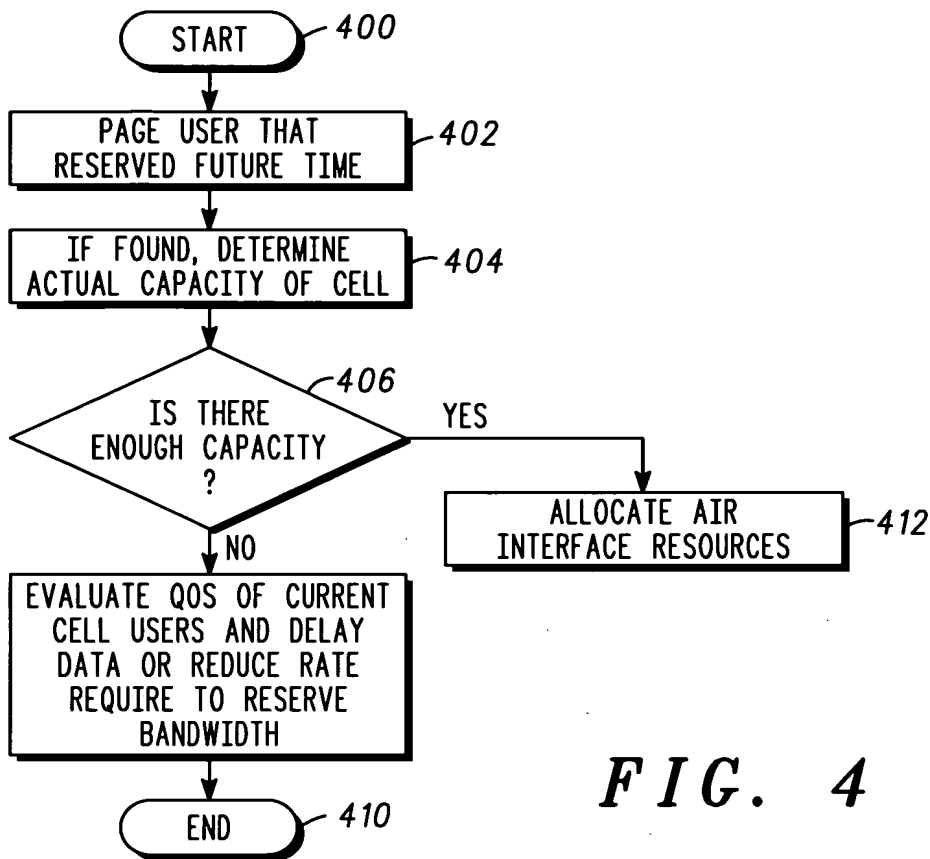 START
400
PAGE USER THAT
RESERVED FUTURE TIME
402
IF FOUND, DETERMINE
ACTUAL CAPACITY OF CELL
404
406
IS THERE
ENOUGH CAPACITY
?
YES
ALLOCATE AIR
INTERFACE RESOURCES
412
NO
EVALUATE QOS OF CURRENT
CELL USERS AND DELAY
DATA OR REDUCE RATE
REQUIRE TO RESERVE
BANDWIDTH
END
410
FIG. 4